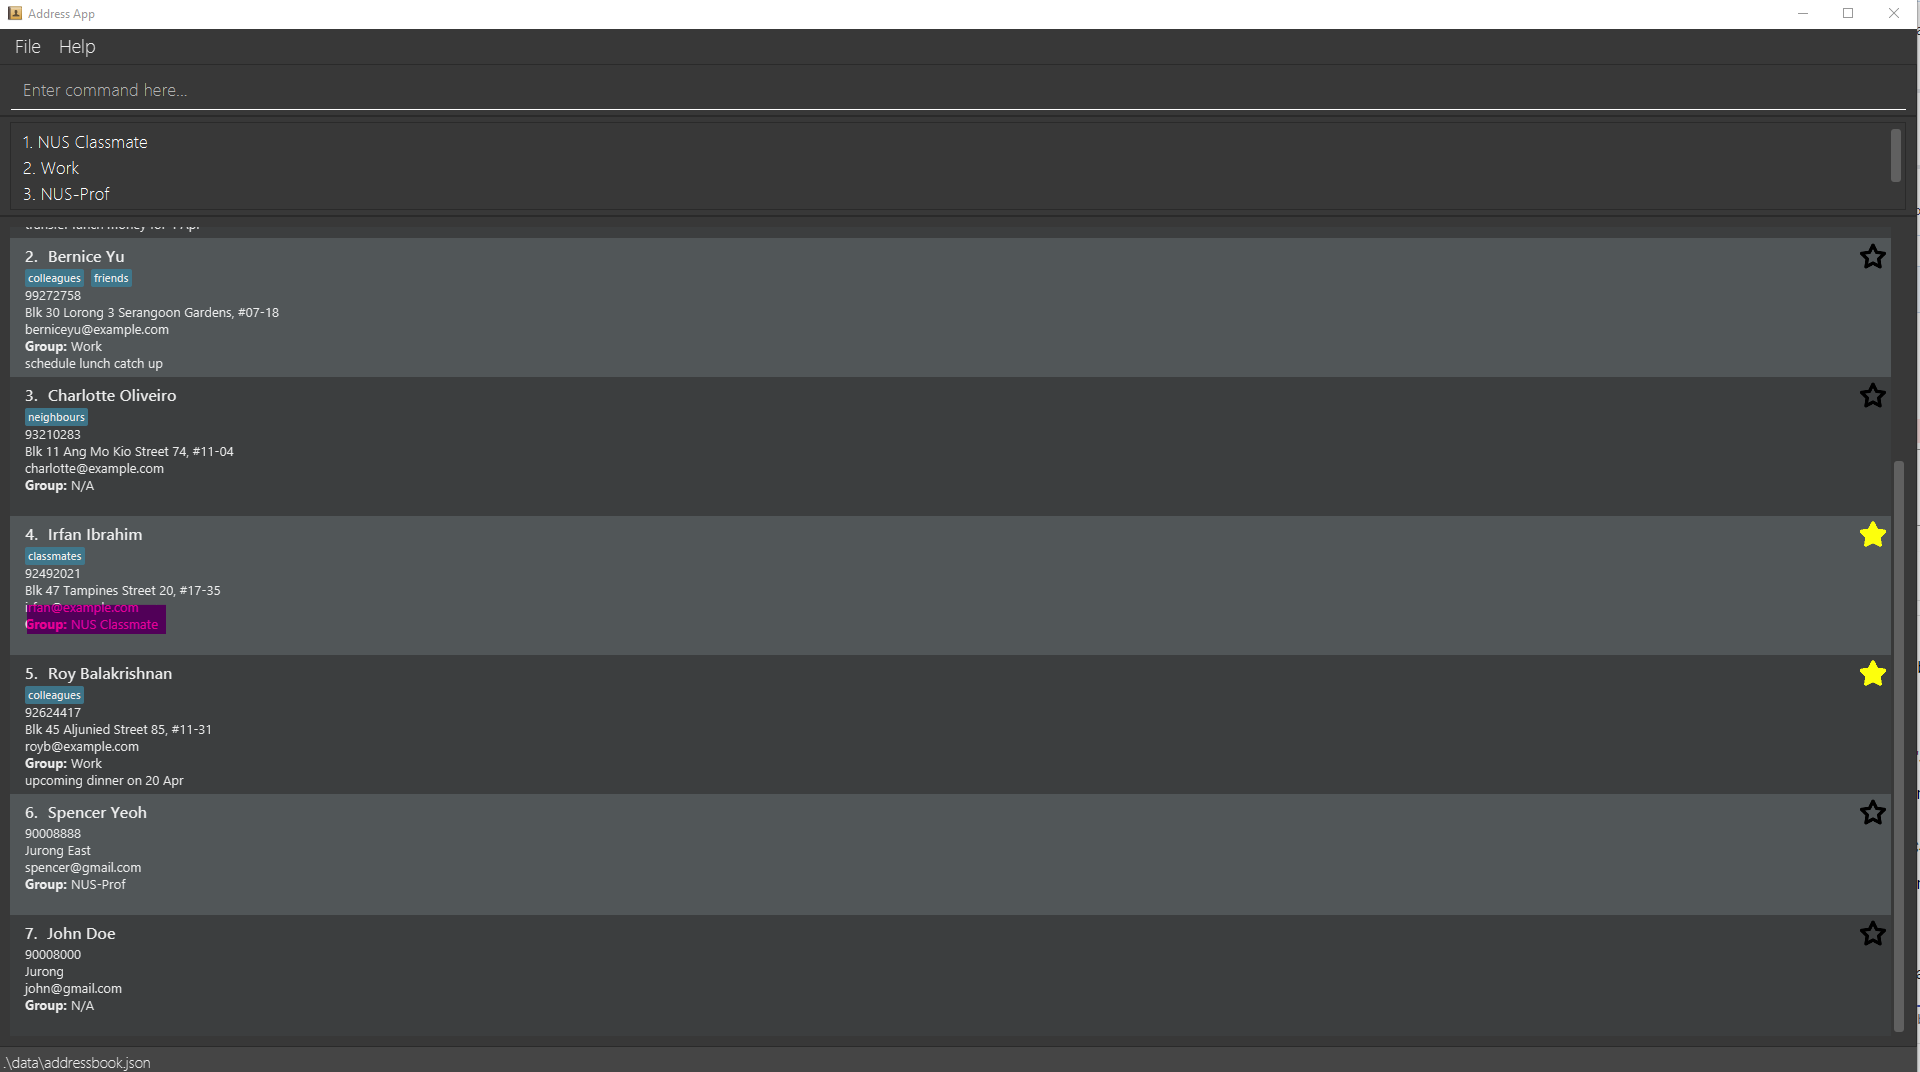 Address App
File Help
Enter command here...
1. NUS Classmate
2. Work
3. NUS-Prof
2. Bernice Yu
colleagues friends
99272758
Blk 30 Lorong 3 Serangoon Gardens, #07-18
berniceyu@example.com
Group: Work
schedule lunch catch up
3. Charlotte Oliveiro
neighbours
93210283
Blk 11 Ang Mo Kio Street 74, #11-04
charlotte@example.com
Group: N/A
4. Irfan Ibrahim
classmates
92492021
Blk 47 Tampines Street 20, #17-35
irfan@example.com
Group: NUS Classmate
5. Roy Balakrishnan
colleagues
92624417
Blk 45 Aljunied Street 85, #11-31
royb@example.com
Group: Work
upcoming dinner on 20 Apr
6. Spencer Yeoh
90008888
Jurong East
spencer@gmail.com
Group: NUS-Prof
7. John Doe
90008000
Jurong
john@gmail.com
Group: N/A
.\data\addressbook.json